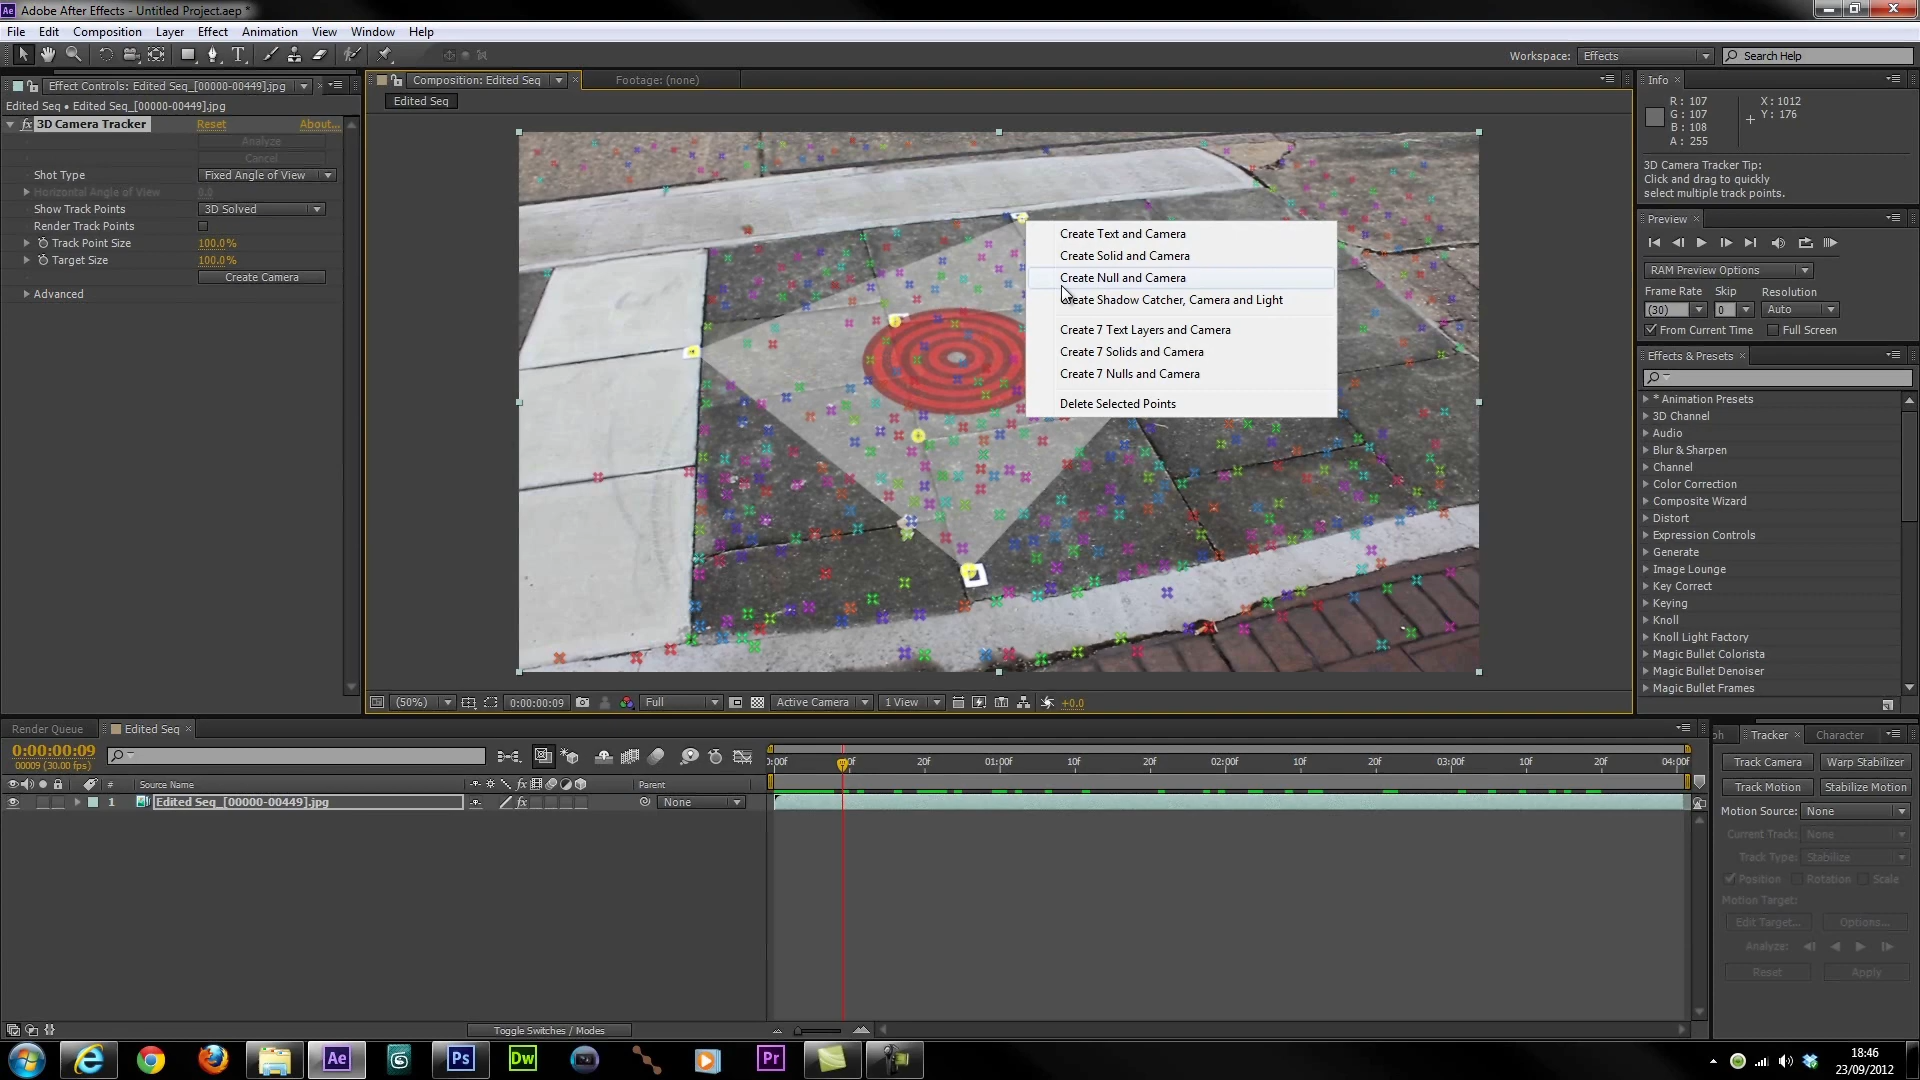 Adobe After Effects - Untitled Project.aep *
File Edit Composition Layer Effect Animation View Window Help
Workspace: Effects
Search Help
Effect Controls: Edited Seq_[00000-00449].jpg
Edited Seq • Edited Seq_[00000-00449].jpg
fx 3D Camera Tracker Reset About...
Analyze
Cancel
Shot Type Fixed Angle of View
Horizontal Angle of View 0.0
Show Track Points 3D Solved
Render Track Points
Track Point Size 100.0%
Target Size 100.0%
Create Camera
Advanced
Composition: Edited Seq
Footage: (none)
Edited Seq
Create Text and Camera
Create Solid and Camera
Create Null and Camera
Create Shadow Catcher, Camera and Light
Create 7 Text Layers and Camera
Create 7 Solids and Camera
Create 7 Nulls and Camera
Delete Selected Points
(50%) 0:00:00:09 Full Active Camera 1 View +0.0
Info
R: 107
G: 107
B: 108
A: 255
X: 1012
Y: 176
3D Camera Tracker Tip:
Click and drag to quickly
select multiple track points.
Preview
RAM Preview Options
Frame Rate Skip Resolution
(30) 0 Auto
From Current Time Full Screen
Effects & Presets
* Animation Presets
3D Channel
Audio
Blur & Sharpen
Channel
Color Correction
Composite Wizard
Distort
Expression Controls
Generate
Image Lounge
Key Correct
Keying
Knoll
Knoll Light Factory
Magic Bullet Colorista
Magic Bullet Denoiser
Magic Bullet Frames
Render Queue Edited Seq
0:00:00:09
00009 (30.00 fps)
# Source Name fx Parent
1 Edited Seq_[00000-00449].jpg fx None
20f 01:00f 10f 20f 02:00f 10f 20f 03:00f 10f 20f 04:00f
Toggle Switches / Modes
Tracker Character
Track Camera Warp Stabilizer
Track Motion Stabilize Motion
Motion Source: None
Current Track: None
Track Type: Stabilize
Position Rotation Scale
Motion Target:
Edit Target... Options...
Analyze:
Reset Apply
Ae Ps Dw Pr
18:46
23/09/2012